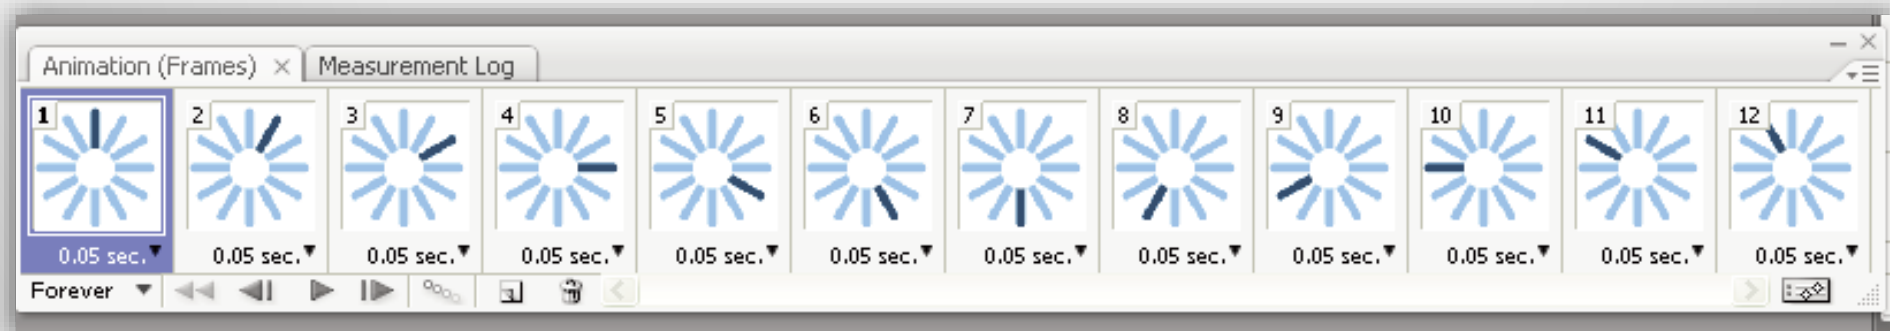 Animation (Frames) Measurement Log
1 2 3 4 5 6 7 8 9 10 11 12
0.05 sec. 0.05 sec. 0.05 sec. 0.05 sec. 0.05 sec. 0.05 sec. 0.05 sec. 0.05 sec. 0.05 sec. 0.05 sec. 0.05 sec. 0.05 sec.
Forever